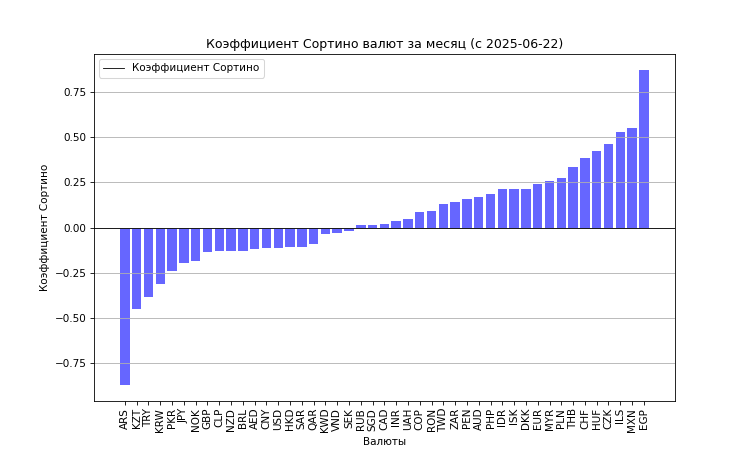 Коэффициент Сортино валют за месяц (с 2025-06-22)
Коэффициент Сортино
Коэффициент Сортино
0.75
0.50
0.25
0.00
−0.25
−0.50
−0.75
ARS KZT TRY KRW PKR JPY NOK GBP CLP NZD BRL AED CNY USD HKD SAR QAR KWD VND SEK RUB SGD CAD INR UAH COP RON TWD ZAR PEN AUD PHP IDR ISK DKK EUR MYR PLN THB CHF HUF CZK ILS MXN EGP
Валюты